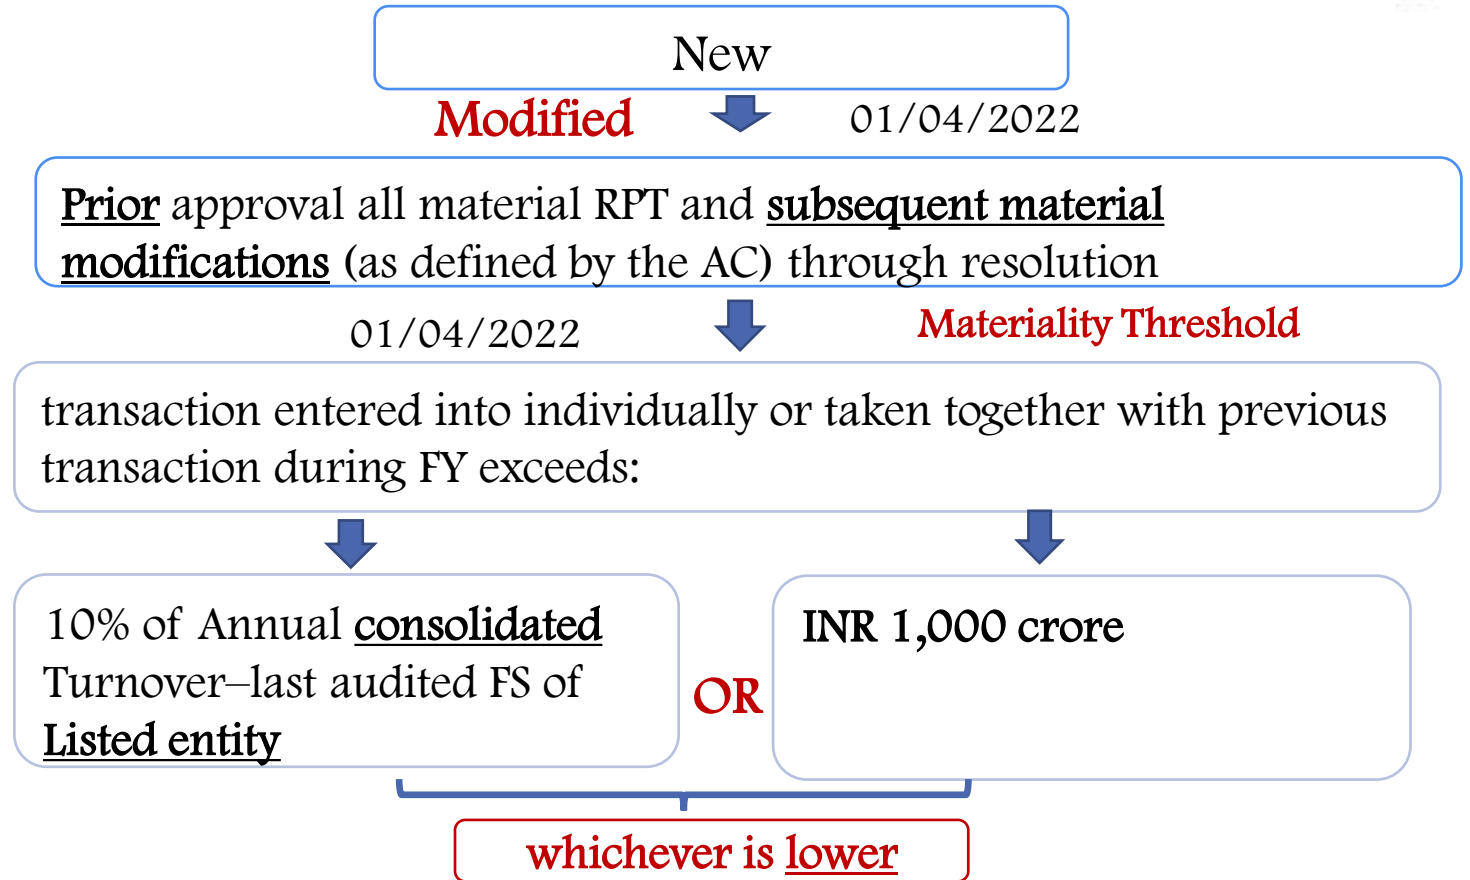 New
Modified
01/04/2022
Prior approval all material RPT and subsequent material
modifications (as defined by the AC) through resolution
01/04/2022
Materiality Threshold
transaction entered into individually or taken together with previous
transaction during FY exceeds:
10% of Annual consolidated
Turnover–last audited FS of
Listed entity
OR
INR 1,000 crore
whichever is lower